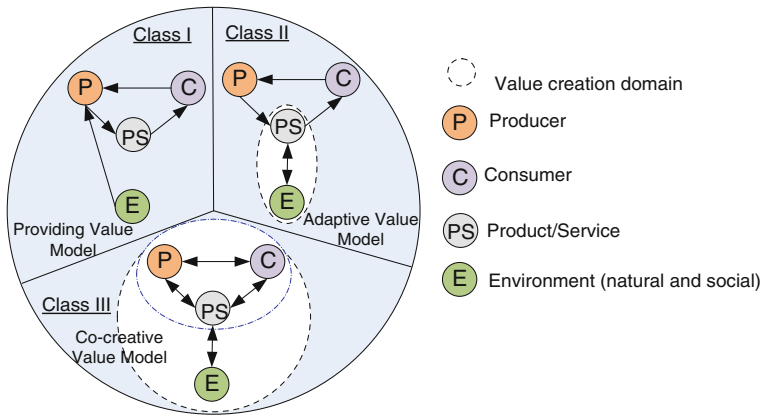 Class I
P
C
PS
E
Providing Value
Model
Class II
P
C
PS
E
Adaptive Value
Model
Class III
P
C
PS
E
Co-creative
Value Model
Value creation domain
P Producer
C Consumer
PS Product/Service
E Environment (natural and social)